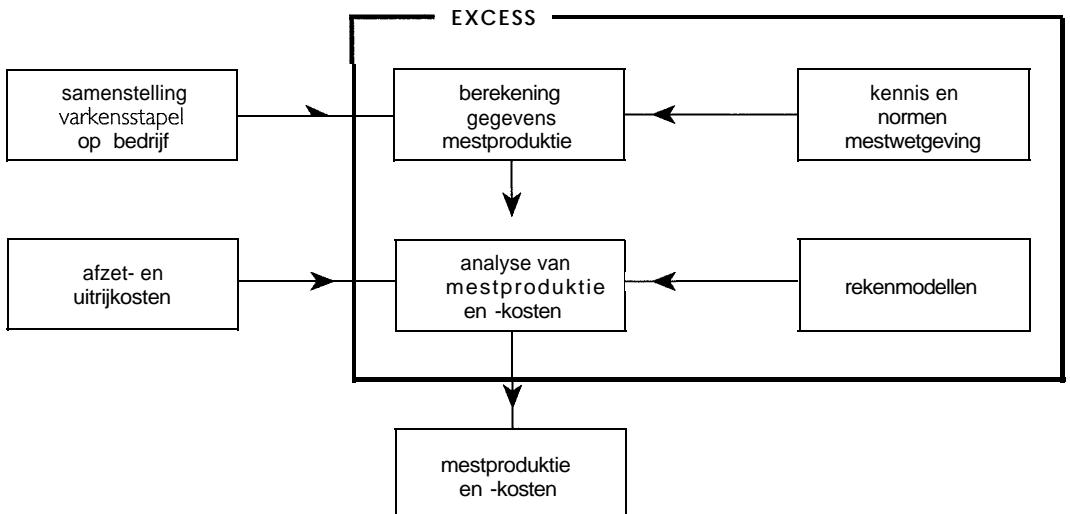 EXCESS
samenstelling
varkensstapel
op bedrijf
berekening
gegevens
mestproduktie
kennis en
normen
mestwetgeving
afzet- en
uitrijkosten
analyse van
mestproduktie
en -kosten
rekenmodellen
mestproduktie
en -kosten